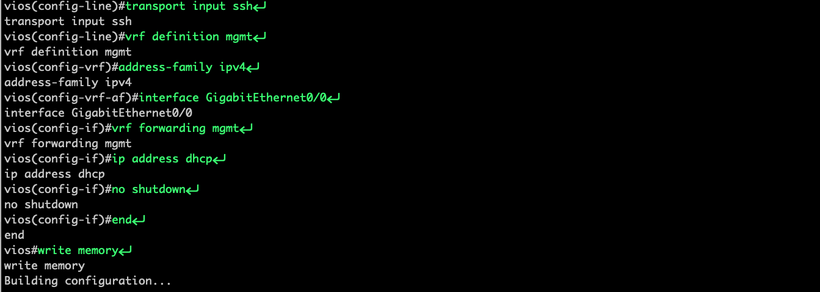 vios(config-line)#transport input ssh↵
transport input ssh
vios(config-line)#vrf definition mgmt↵
vrf definition mgmt
vios(config-vrf)#address-family ipv4↵
address-family ipv4
vios(config-vrf-af)#interface GigabitEthernet0/0↵
interface GigabitEthernet0/0
vios(config-if)#vrf forwarding mgmt↵
vrf forwarding mgmt
vios(config-if)#ip address dhcp↵
ip address dhcp
vios(config-if)#no shutdown↵
no shutdown
vios(config-if)#end↵
end
vios#write memory↵
write memory
Building configuration...